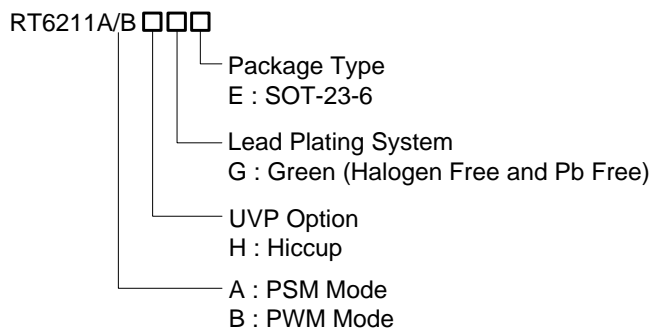 RT6211A/B □□□
Package Type
E : SOT-23-6
Lead Plating System
G : Green (Halogen Free and Pb Free)
UVP Option
H : Hiccup
A : PSM Mode
B : PWM Mode